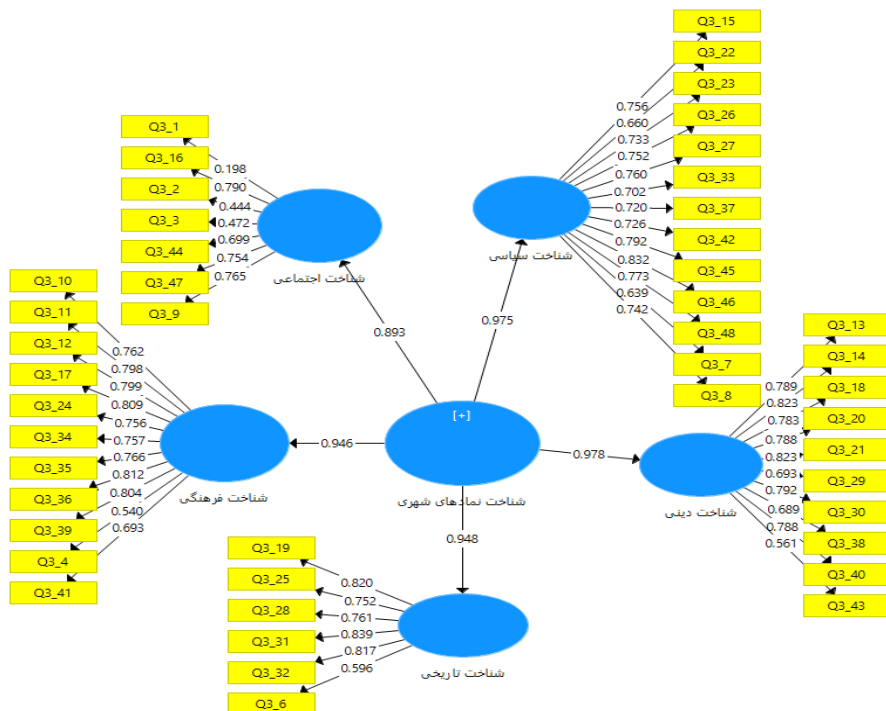 Q3_15
Q3_22
Q3_23
Q3_26
Q3_27
Q3_33
Q3_37
Q3_42
Q3_45
Q3_46
Q3_48
Q3_7
Q3_8
0.756
0.660
0.733
0.752
0.760
0.702
0.720
0.726
0.792
0.832
0.773
0.639
0.742
شناخت سیاسی
Q3_1
Q3_16
Q3_2
Q3_3
Q3_44
Q3_47
Q3_9
0.198
0.790
0.444
0.472
0.699
0.754
0.765
شناخت اجتماعی
0.893
0.975
Q3_10
Q3_11
Q3_12
Q3_17
Q3_24
Q3_34
Q3_35
Q3_36
Q3_39
Q3_4
Q3_41
0.762
0.798
0.799
0.809
0.756
0.757
0.766
0.812
0.804
0.540
0.693
شناخت فرهنگی
0.946
[+]
شناخت نمادهای شهری
0.978
Q3_13
Q3_14
Q3_18
Q3_20
Q3_21
Q3_29
Q3_30
Q3_38
Q3_40
Q3_43
0.789
0.823
0.783
0.788
0.823
0.693
0.792
0.689
0.788
0.561
شناخت دینی
0.948
Q3_19
Q3_25
Q3_28
Q3_31
Q3_32
Q3_6
0.820
0.752
0.761
0.839
0.817
0.596
شناخت تاریخی